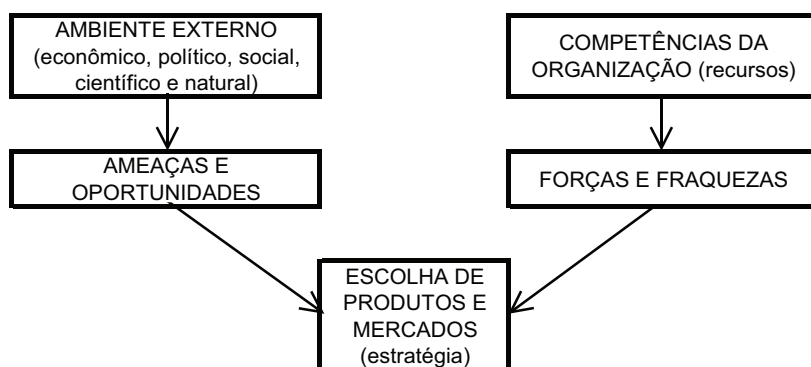 AMBIENTE EXTERNO
(econômico, político, social,
científico e natural)
COMPETÊNCIAS DA
ORGANIZAÇÃO (recursos)
AMEAÇAS E
OPORTUNIDADES
FORÇAS E FRAQUEZAS
ESCOLHA DE
PRODUTOS E
MERCADOS
(estratégia)